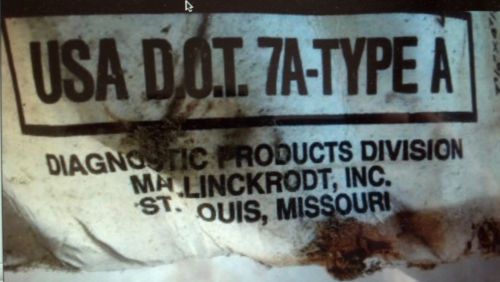 USA D.O.T. 7A-TYPE A
DIAGNOSTIC PRODUCTS DIVISION
MALLINCKRODT, INC.
ST. LOUIS, MISSOURI